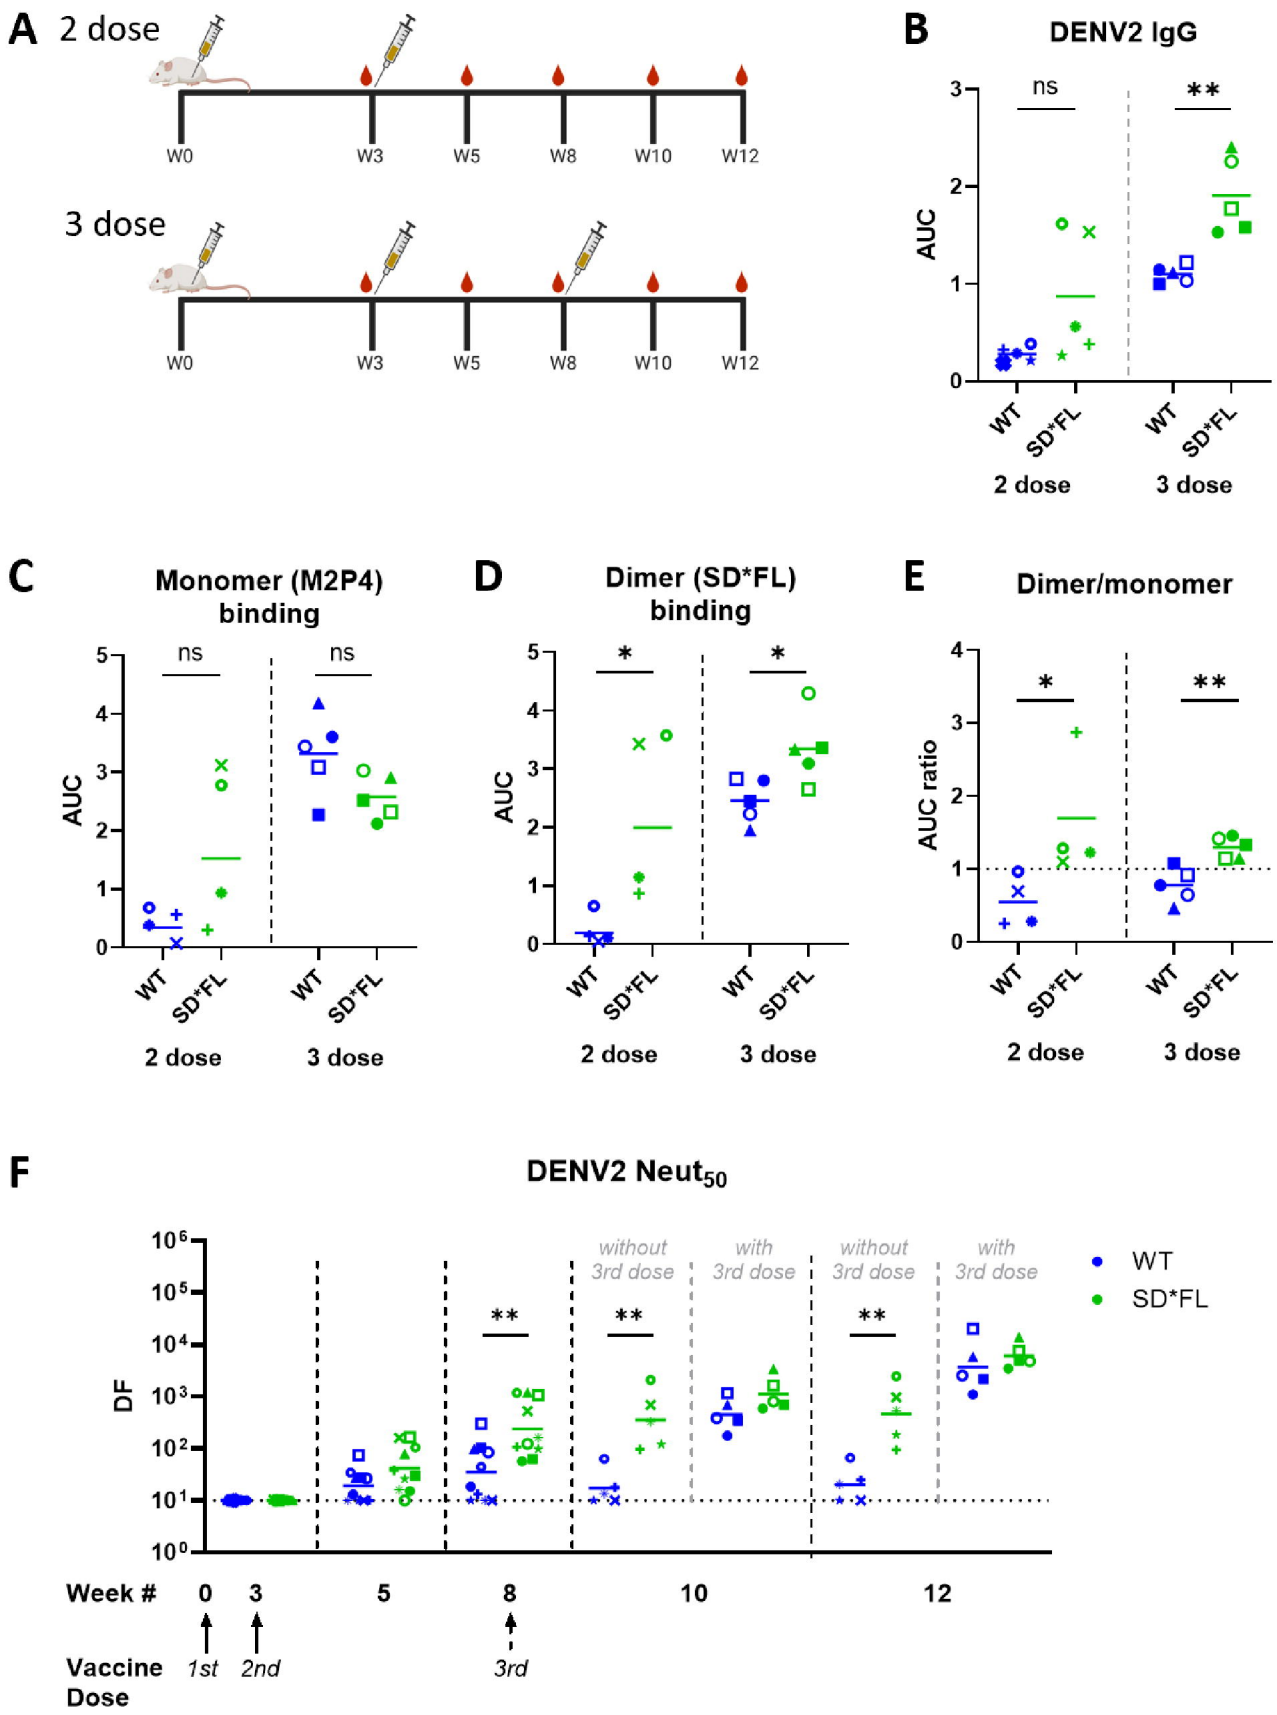 A
2 dose
W0 W3 W5 W8 W10 W12
3 dose
W0 W3 W5 W8 W10 W12
B
DENV2 IgG
ns
**
3
2
1
0
AUC
WT
SD*FL
WT
SD*FL
2 dose
3 dose
C
Monomer (M2P4)
binding
ns
ns
5
4
3
2
1
0
AUC
WT
SD*FL
WT
SD*FL
2 dose
3 dose
D
Dimer (SD*FL)
binding
*
*
5
4
3
2
1
0
AUC
WT
SD*FL
WT
SD*FL
2 dose
3 dose
E
Dimer/monomer
*
**
4
3
2
1
0
AUC ratio
WT
SD*FL
WT
SD*FL
2 dose
3 dose
F
DENV2 Neut50
10⁶
10⁵
10⁴
10³
10²
10¹
10⁰
DF
**
**
**
without
3rd dose
with
3rd dose
without
3rd dose
with
3rd dose
WT
SD*FL
Week # 0 3 5 8 10 12
Vaccine
Dose
1st 2nd 3rd